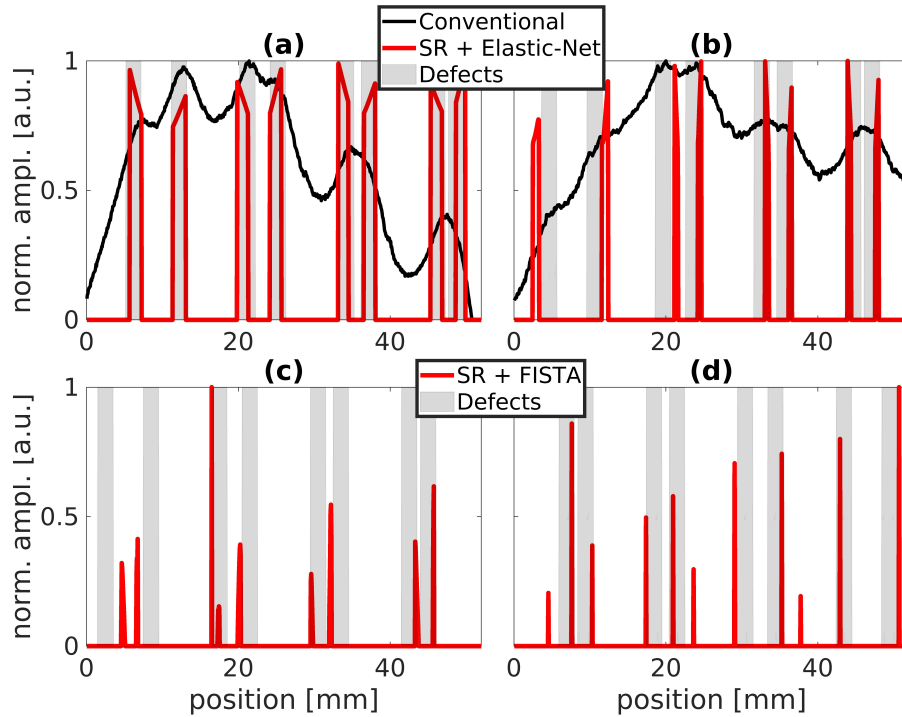 Conventional
SR + Elastic-Net
Defects
(a)
(b)
norm. ampl. [a.u.]
1
0.5
0
0
20
40
0
20
40
SR + FISTA
Defects
(c)
(d)
norm. ampl. [a.u.]
1
0.5
0
0
20
40
0
20
40
position [mm]
position [mm]